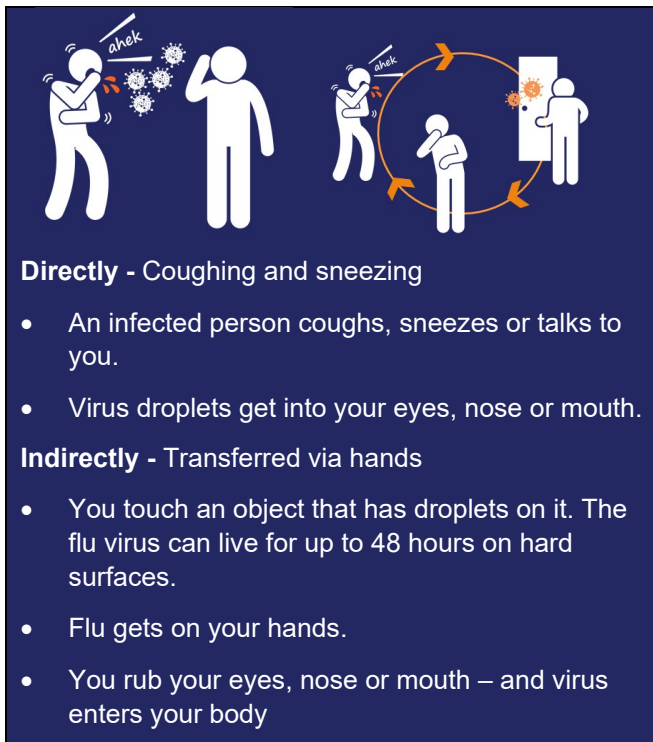 ahek
ahek
Directly - Coughing and sneezing
• An infected person coughs, sneezes or talks to
you.
• Virus droplets get into your eyes, nose or mouth.
Indirectly - Transferred via hands
• You touch an object that has droplets on it. The
flu virus can live for up to 48 hours on hard
surfaces.
• Flu gets on your hands.
• You rub your eyes, nose or mouth – and virus
enters your body